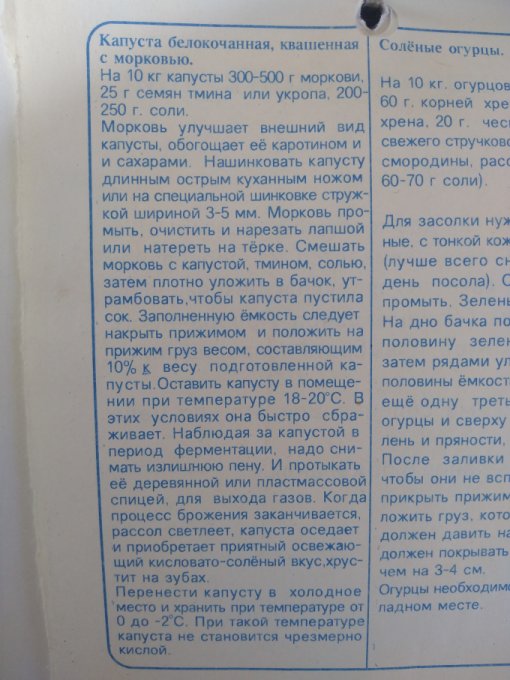 Капуста белокочанная, квашенная
с морковью.
На 10 кг капусты 300-500 г моркови,
25 г семян тмина или укропа, 200-
250 г. соли.
Морковь улучшает внешний вид
капусты, обогощает её каротином и
и сахарами. Нашинковать капусту
длинным острым куханным ножом
или на специальной шинковке струж-
кой шириной 3-5 мм. Морковь про-
мыть, очистить и нарезать лапшой
или натереть на тёрке. Смешать
морковь с капустой, тмином, солью,
затем плотно уложить в бачок, ут-
рамбовать,чтобы капуста пустила
сок. Заполненную ёмкость следует
накрыть прижимом и положить на
прижим груз весом, составляющим
10% к весу подготовленной ка-
пусты.Оставить капусту в помеще-
нии при температуре 18-20°С. В
этих условиях она быстро сбра-
живает. Наблюдая за капустой в
период ферментации, надо сни-
мать излишнюю пену. И протыкать
её деревянной или пластмассовой
спицей, для выхода газов. Когда
процесс брожения заканчивается,
рассол светлеет, капуста оседает
и приобретает приятный освежаю-
щий кисловато-солёный вкус,хрус-
тит на зубах.
Перенести капусту в холодное
место и хранить при температуре от
0 до -2°С. При такой температуре
капуста не становится чрезмерно
кислой.
Солёные огурцы.
На 10 кг. огурцов
60 г. корней хре
хрена, 20 г. чесн
свежего стручково
смородины, расс
60-70 г соли).
Для засолки нуж
ные, с тонкой кож
(лучше всего сн
день посола). О
промыть. Зелень
На дно бачка по
половину зелен
затем рядами ул
половины ёмкост
ещё одну треть
огурцы и сверху
лень и пряности,
После заливки
чтобы они не всп
прикрыть прижим
ложить груз, кото
должен давить на
должен покрывать
чем на 3-4 см.
Огурцы необходимо
ладном месте.